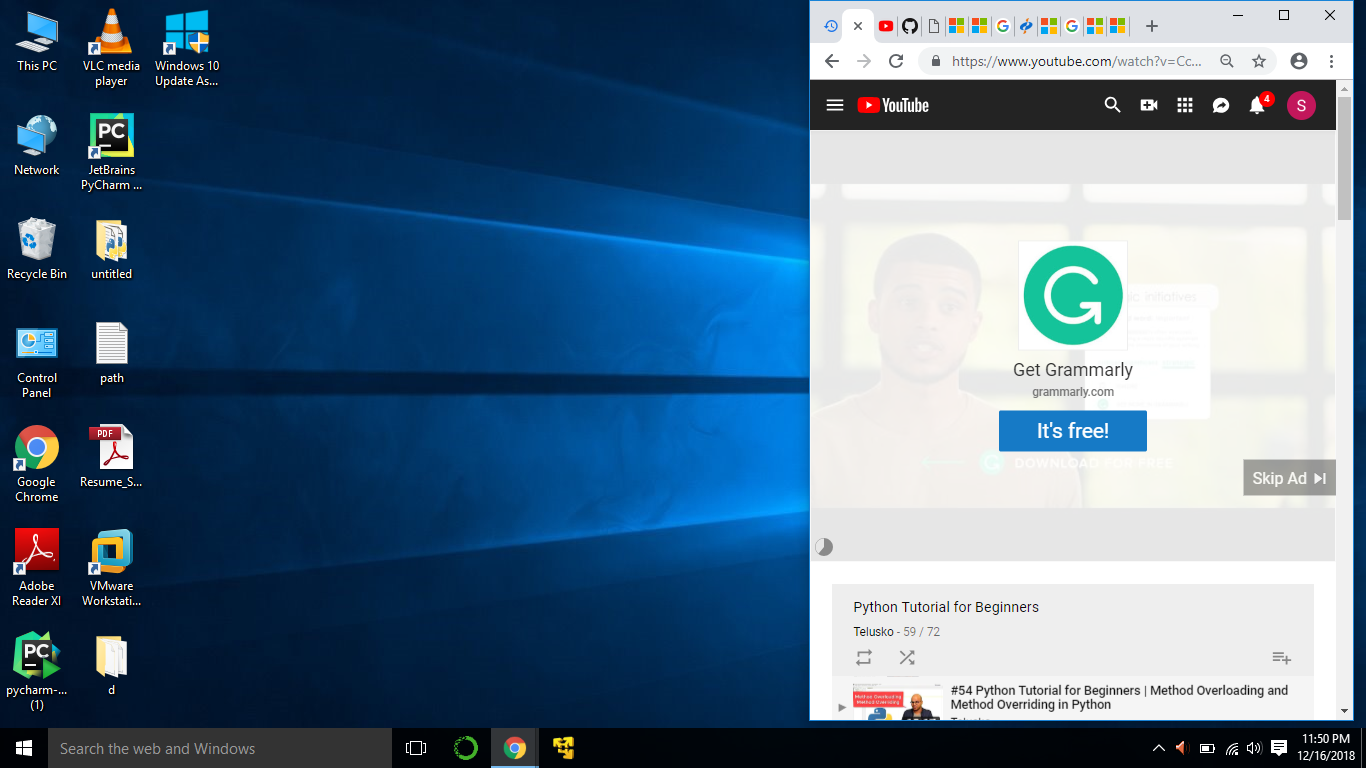 This PC
VLC media
player
Windows 10
Update As...
Network
PC
JetBrains
PyCharm ...
Recycle Bin
untitled
Control
Panel
path
Google
Chrome
PDF
Resume_S...
Adobe
Reader XI
VMware
Workstati...
PC
pycharm-...
(1)
d
https://www.youtube.com/watch?v=Cc...
YouTube
4
S
initiatives
Get Grammarly
grammarly.com
It's free!
DOWNLOAD FOR FREE
Skip Ad
Python Tutorial for Beginners
Telusko - 59 / 72
Method Overloading
Method Overriding
#54 Python Tutorial for Beginners | Method Overloading and
Method Overriding in Python
Search the web and Windows
11:50 PM
12/16/2018